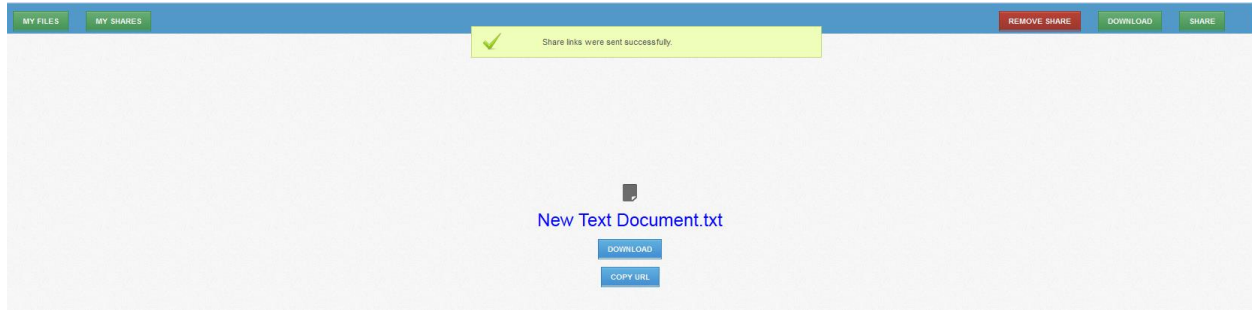 MY FILES MY SHARES REMOVE SHARE DOWNLOAD SHARE
Share links were sent successfully.
New Text Document.txt
DOWNLOAD
COPY URL